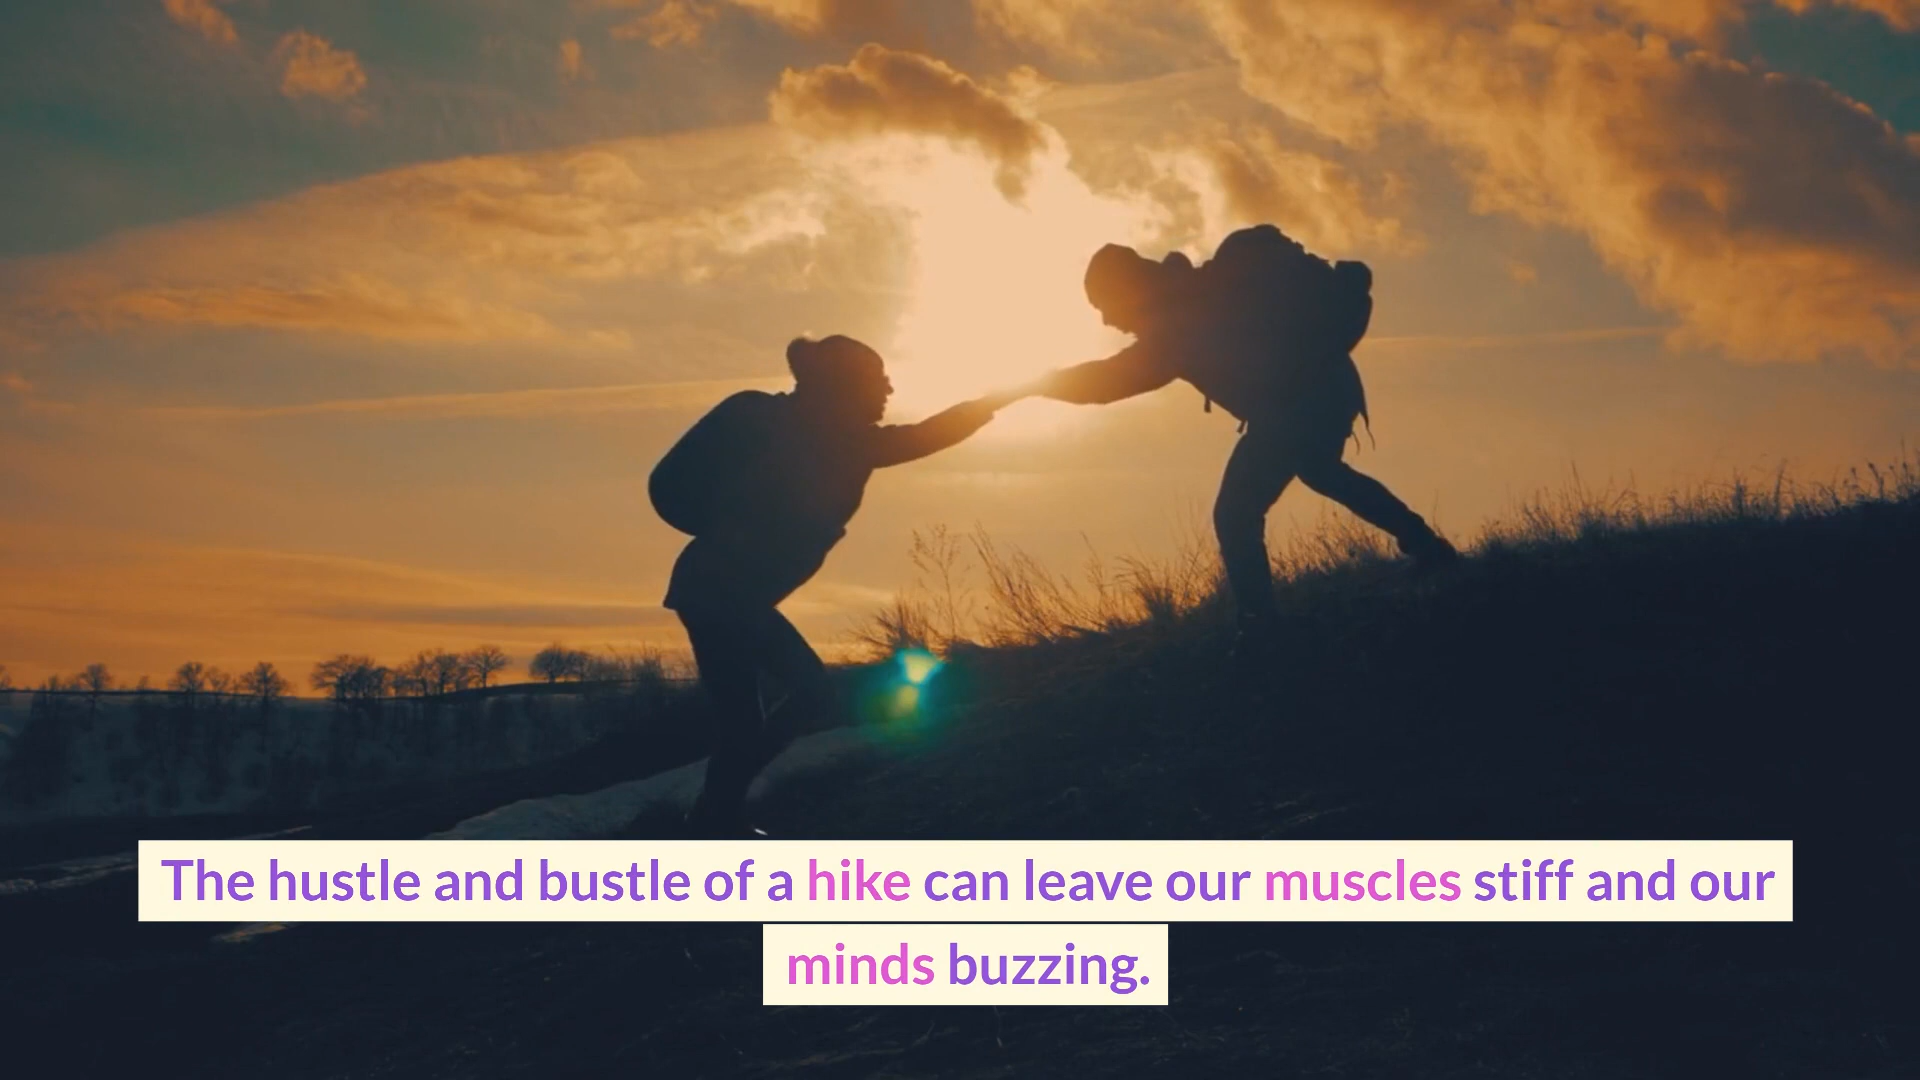 The hustle and bustle of a hike can leave our muscles stiff and our
minds buzzing.